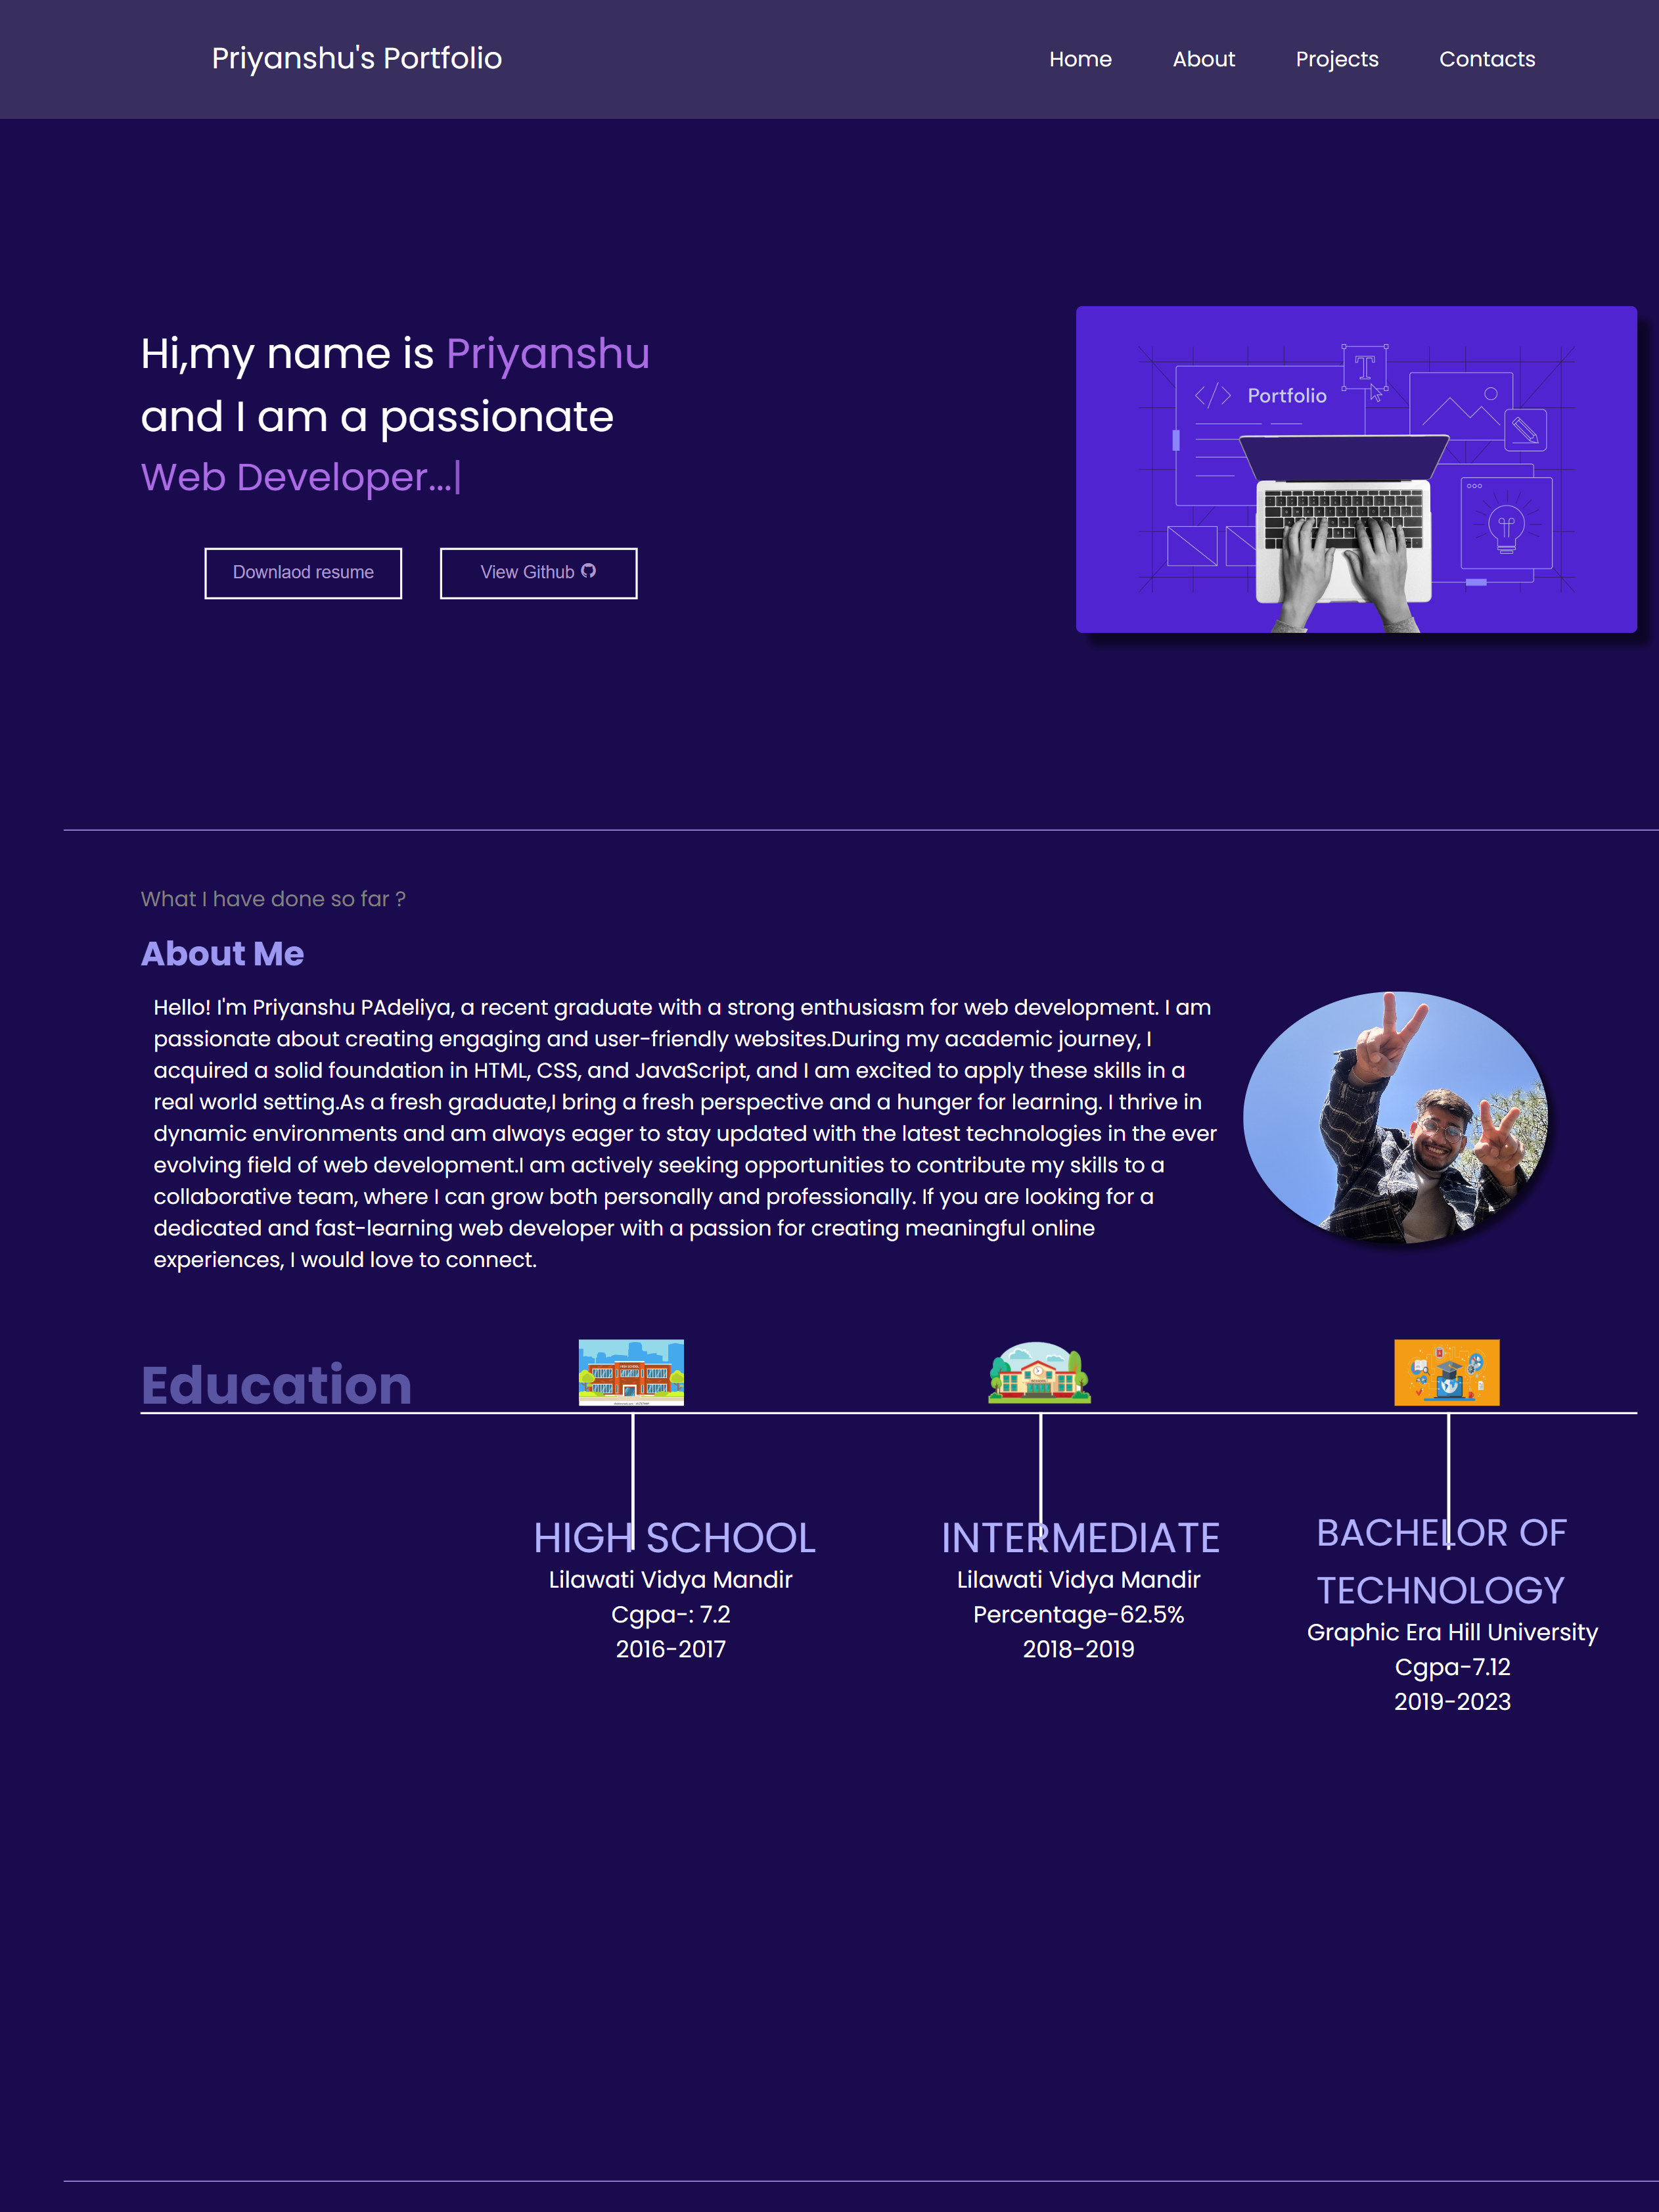 Priyanshu's Portfolio
Home
About
Projects
Contacts
Hi,my name is Priyanshu
and I am a passionate
Web Developer...|
Downlaod resume
View Github
Portfolio
T
What I have done so far ?
About Me
Hello! I'm Priyanshu PAdeliya, a recent graduate with a strong enthusiasm for web development. I am
passionate about creating engaging and user-friendly websites.During my academic journey, I
acquired a solid foundation in HTML, CSS, and JavaScript, and I am excited to apply these skills in a
real world setting.As a fresh graduate,I bring a fresh perspective and a hunger for learning. I thrive in
dynamic environments and am always eager to stay updated with the latest technologies in the ever
evolving field of web development.I am actively seeking opportunities to contribute my skills to a
collaborative team, where I can grow both personally and professionally. If you are looking for a
dedicated and fast-learning web developer with a passion for creating meaningful online
experiences, I would love to connect.
Education
HIGH SCHOOL
HIGH SCHOOL
Lilawati Vidya Mandir
Cgpa-: 7.2
2016-2017
INTERMEDIATE
Lilawati Vidya Mandir
Percentage-62.5%
2018-2019
BACHELOR OF
TECHNOLOGY
Graphic Era Hill University
Cgpa-7.12
2019-2023